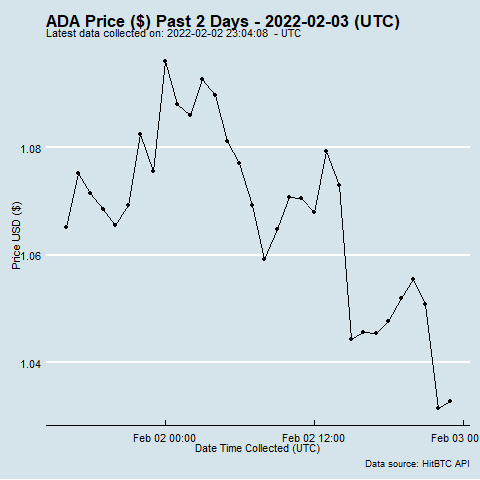 ADA Price ($) Past 2 Days - 2022-02-03 (UTC)
Latest data collected on: 2022-02-02 23:04:08  - UTC
1.08
1.06
1.04
Price USD ($)
Feb 02 00:00
Feb 02 12:00
Feb 03 00
Date Time Collected (UTC)
Data source: HitBTC API